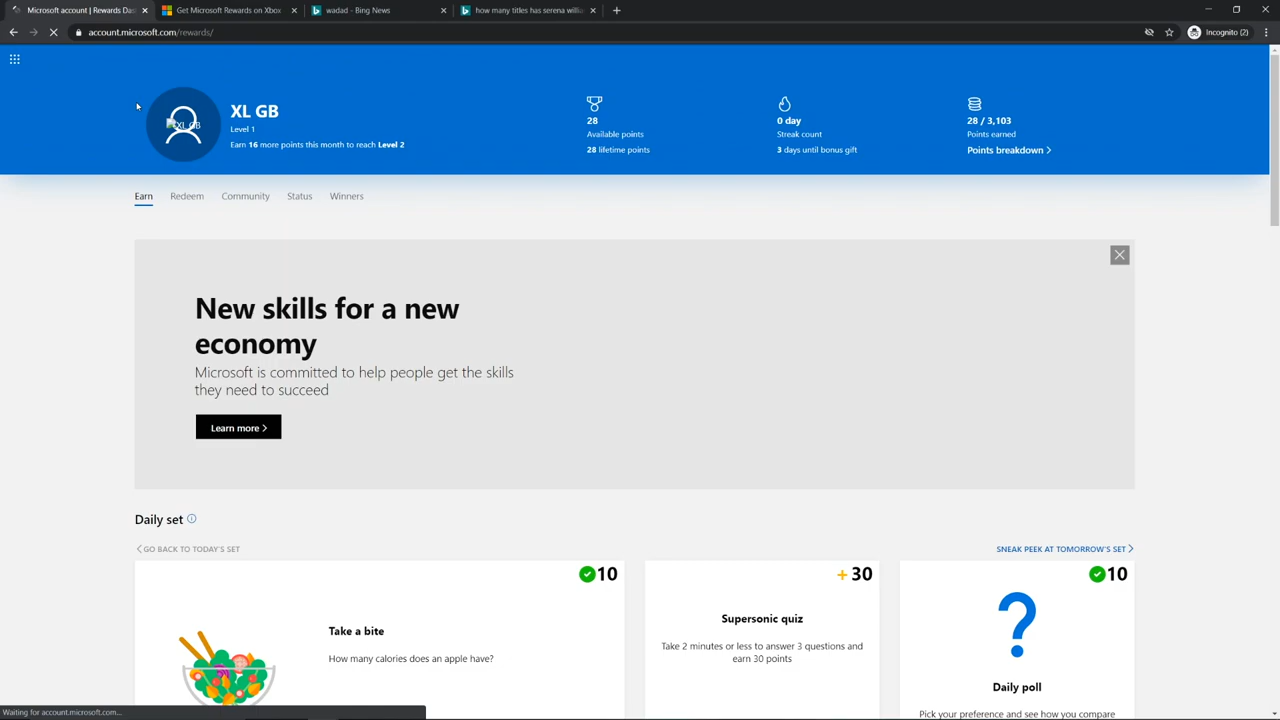 Microsoft account | Rewards Das
Get Microsoft Rewards on Xbox
wadad - Bing News
how many titles has serena willia
account.microsoft.com/rewards/
Incognito (2)
XL GB
XL GB
Level 1
Earn 16 more points this month to reach Level 2
28
Available points
28 lifetime points
0 day
Streak count
3 days until bonus gift
28 / 3,103
Points earned
Points breakdown >
Earn
Redeem
Community
Status
Winners
New skills for a new
economy
Microsoft is committed to help people get the skills
they need to succeed
Learn more >
Daily set
< GO BACK TO TODAY'S SET
SNEAK PEEK AT TOMORROW'S SET >
10
Take a bite
How many calories does an apple have?
+ 30
Supersonic quiz
Take 2 minutes or less to answer 3 questions and
earn 30 points
10
Daily poll
Pick your preference and see how you compare
Waiting for account.microsoft.com...